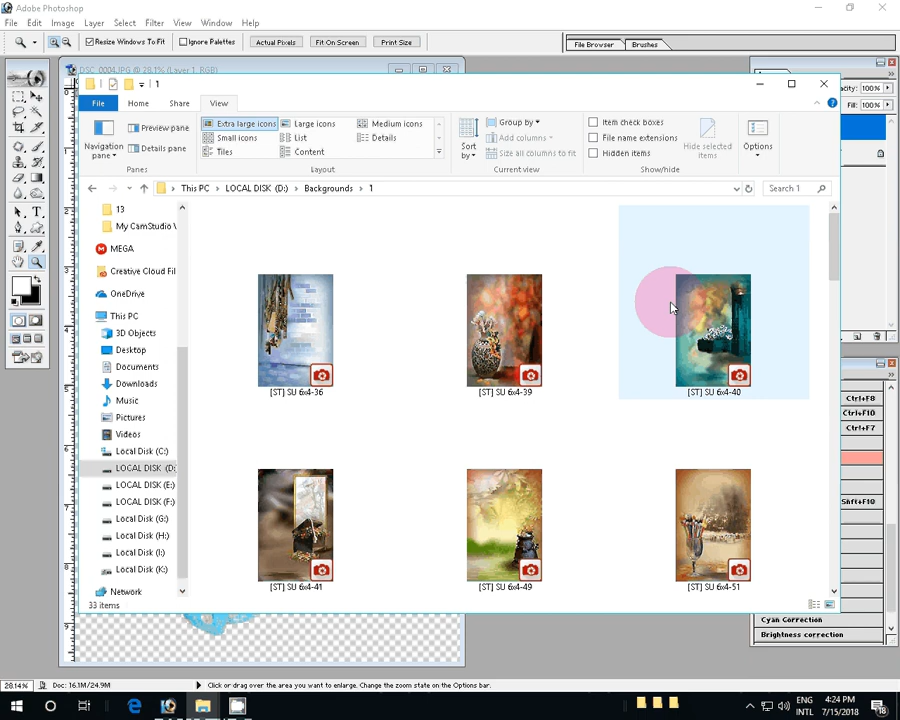 Adobe Photoshop
File Edit Image Layer Select Filter View Window Help
Resize Windows To Fit Ignore Palettes Actual Pixels Fit On Screen Print Size File Browser Brushes
DSC_0004.JPG @ 28.1% (Layer 1, RGB)
1
File Home Share View
Navigation pane
Preview pane
Details pane
Panes
Extra large icons Large icons Medium icons
Small icons List Details
Tiles Content
Layout
Sort by
Group by
Add columns
Size all columns to fit
Current view
Item check boxes
File name extensions
Hidden items
Hide selected items
Show/hide
Options
This PC LOCAL DISK (D:) Backgrounds 1
Search 1
13
My CamStudio V
MEGA
Creative Cloud Fil
OneDrive
This PC
3D Objects
Desktop
Documents
Downloads
Music
Pictures
Videos
Local Disk (C:)
LOCAL DISK (D:
LOCAL DISK (E:)
LOCAL DISK (F:)
Local Disk (G:)
Local Disk (H:)
Local Disk (I:)
Local Disk (K:)
Network
33 items
[ST] SU 6x4-36
[ST] SU 6x4-39
[ST] SU 6x4-40
[ST] SU 6x4-41
[ST] SU 6x4-49
[ST] SU 6x4-51
acity: 100%
Fill: 100%
Ctrl+F8
Ctrl+F10
Ctrl+F7
Shft+F10
Cyan Correction
Brightness correction
28.14% Doc: 16.1M/24.9M Click or drag over the area you want to enlarge. Change the zoom state on the Options bar.
ENG
INTL
4:24 PM
7/15/2018
18